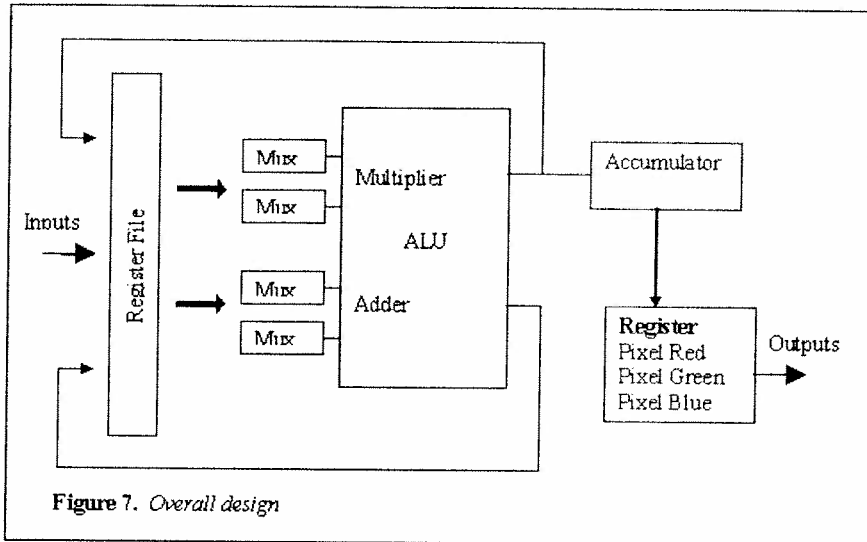 Inputs
Register File
Mux
Mux
Mux
Mux
Multiplier
ALU
Adder
Accumulator
Register
Pixel Red
Pixel Green
Pixel Blue
Outputs
Figure 7. Overall design